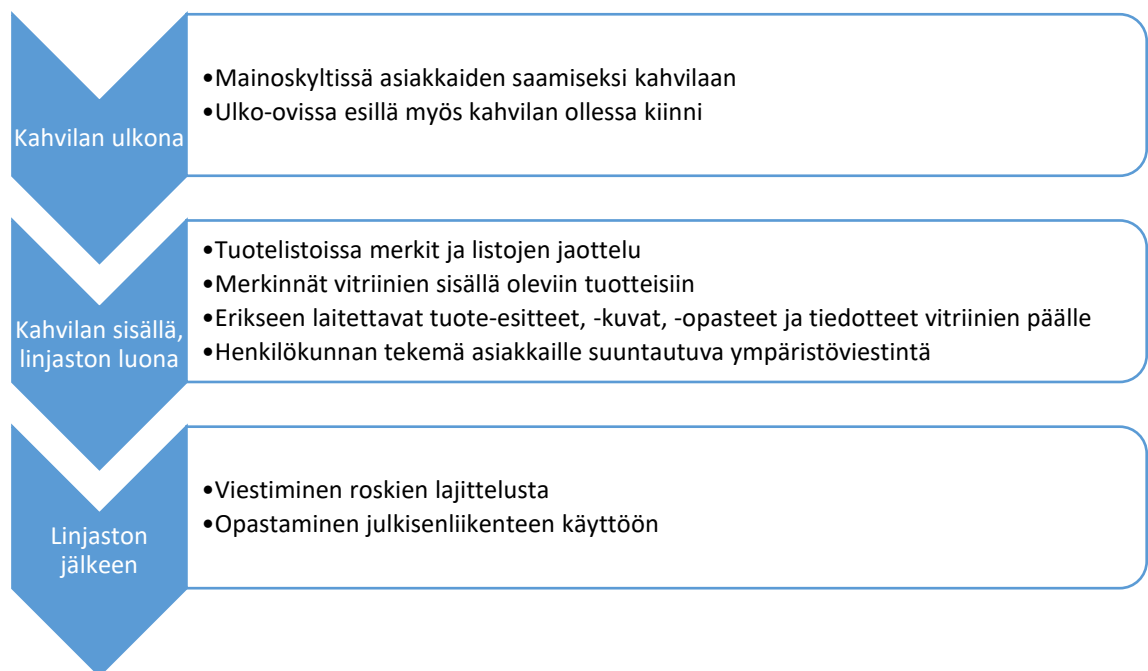 Kahvilan ulkona
•Mainoskyltissä asiakkaiden saamiseksi kahvilaan
•Ulko-ovissa esillä myös kahvilan ollessa kiinni
Kahvilan sisällä,
linjaston luona
•Tuotelistoissa merkit ja listojen jaottelu
•Merkinnät vitriinien sisällä oleviin tuotteisiin
•Erikseen laitettavat tuote-esitteet, -kuvat, -opasteet ja tiedotteet vitriinien päälle
•Henkilökunnan tekemä asiakkaille suuntautuva ympäristöviestintä
Linjaston
jälkeen
•Viestiminen roskien lajittelusta
•Opastaminen julkisenliikenteen käyttöön